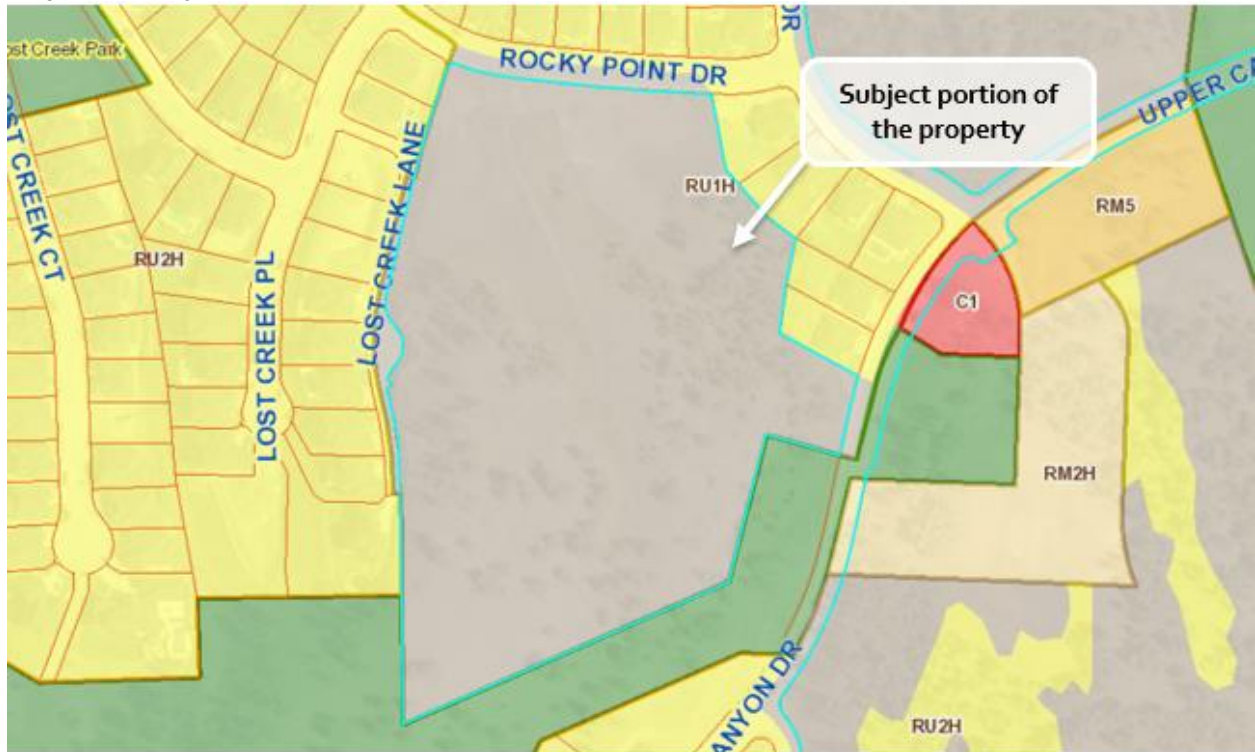 ost Creek Park
ROCKY POINT DR
DR
Subject portion of
the property
UPPER CA
OST CREEK CT
LOST CREEK LANE
RU1H
RM5
RU2H
LOST CREEK PL
C1
RM2H
ANYON DR
RU2H